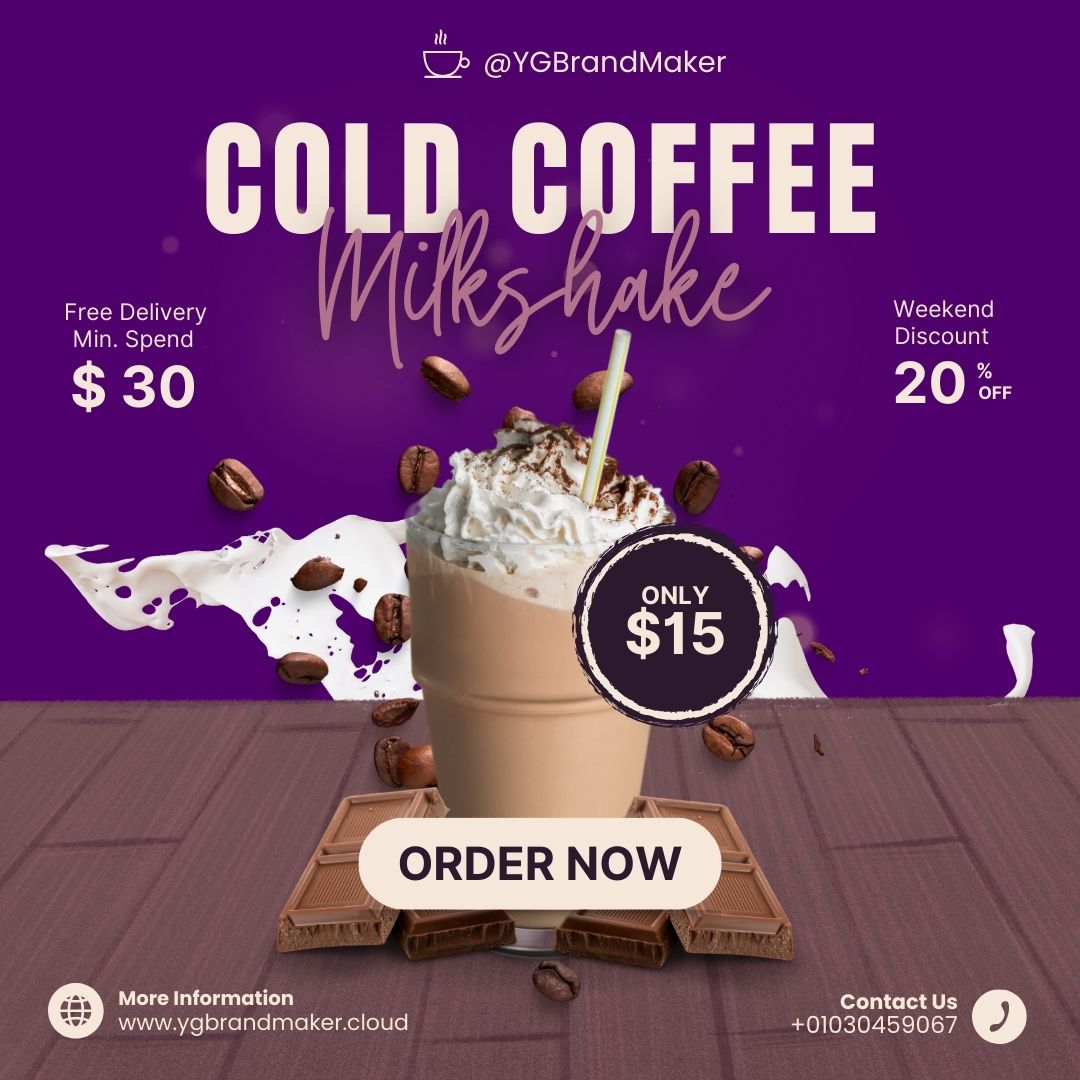 @YGBrandMaker
COLD COFFEE
Milkshake
Free Delivery
Min. Spend
$ 30
Weekend
Discount
20 % OFF
ONLY
$15
ORDER NOW
More Information
www.ygbrandmaker.cloud
Contact Us
+01030459067